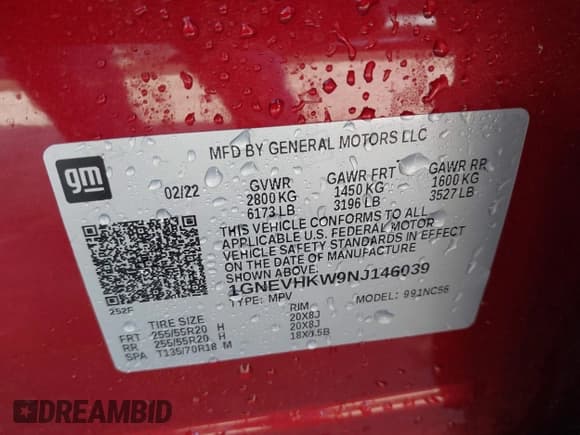 MFD BY GENERAL MOTORS LLC
gm
02/22
GVWR GAWR FRT GAWR RR
2800 KG 1450 KG 1600 KG
6173 LB 3196 LB 3527 LB
THIS VEHICLE CONFORMS TO ALL
APPLICABLE U.S. FEDERAL MOTOR
VEHICLE SAFETY STANDARDS IN EFFECT
ON THE DATE OF MANUFACTURE
SHOWN ABOVE.
1GNEVHKW9NJ146039
TYPE: MPV MODEL:
252F
TIRE SIZE RIM
FRT 255/55R20 H 20X8J
RR 255/55R20 H 20X8J
SPA T135/70R18 M 18X4.5B
DREAMBID